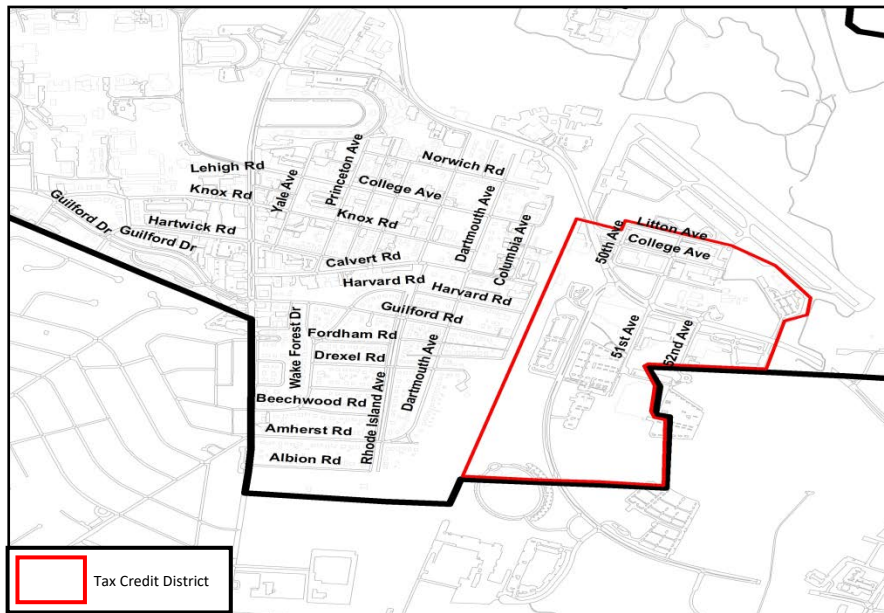 Norwich Rd
Lehigh Rd
Princeton Ave
College Ave
Yale Ave
Knox Rd
Knox Rd
Guilford Dr
Hartwick Rd
Guilford Dr
Dartmouth Ave
Columbia Ave
Litton Ave
50th Ave
College Ave
Calvert Rd
Harvard Rd
Harvard Rd
Guilford Rd
Wake Forest Dr
Fordham Rd
Drexel Rd
51st Ave
52nd Ave
Dartmouth Ave
Rhode Island Ave
Beechwood Rd
Amherst Rd
Albion Rd
Tax Credit District